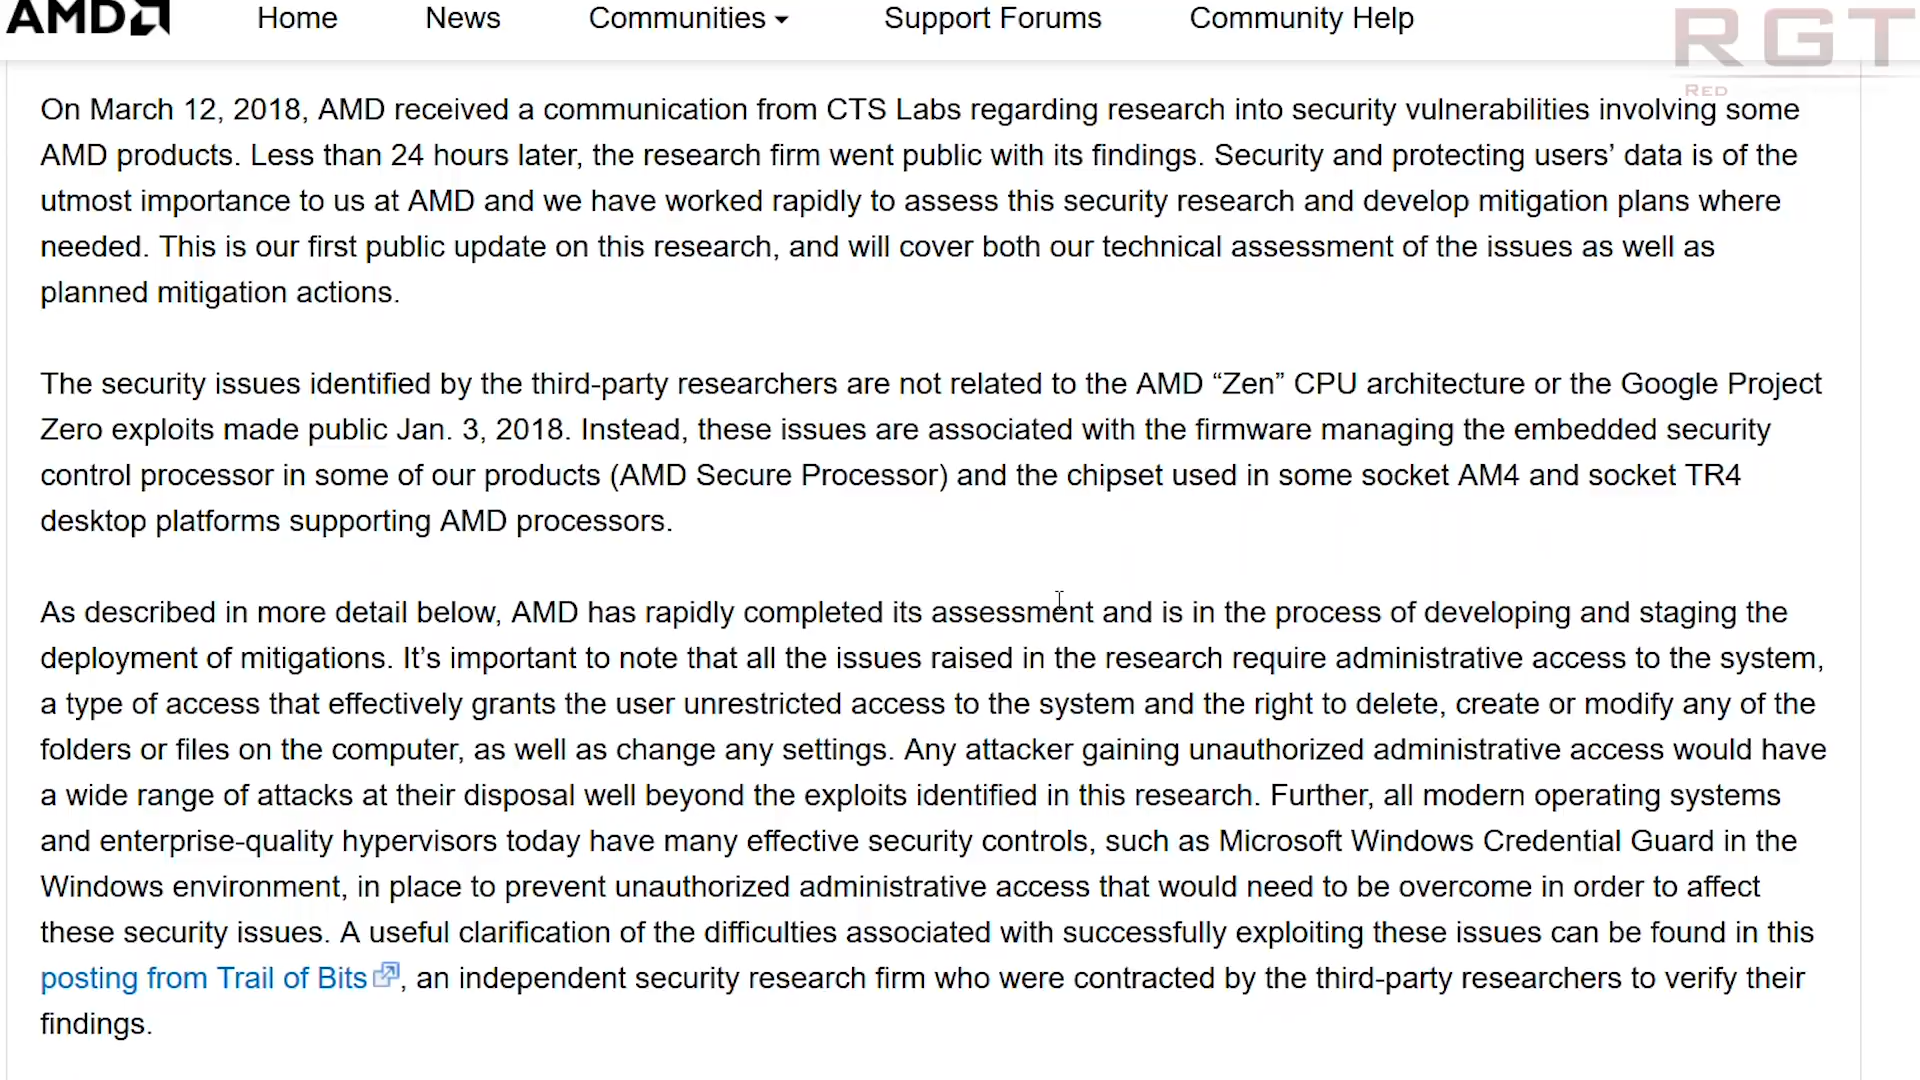 AMD
Home News Communities Support Forums Community Help
RGT
RED
On March 12, 2018, AMD received a communication from CTS Labs regarding research into security vulnerabilities involving some
AMD products. Less than 24 hours later, the research firm went public with its findings. Security and protecting users’ data is of the
utmost importance to us at AMD and we have worked rapidly to assess this security research and develop mitigation plans where
needed. This is our first public update on this research, and will cover both our technical assessment of the issues as well as
planned mitigation actions.
The security issues identified by the third-party researchers are not related to the AMD “Zen” CPU architecture or the Google Project
Zero exploits made public Jan. 3, 2018. Instead, these issues are associated with the firmware managing the embedded security
control processor in some of our products (AMD Secure Processor) and the chipset used in some socket AM4 and socket TR4
desktop platforms supporting AMD processors.
As described in more detail below, AMD has rapidly completed its assessment and is in the process of developing and staging the
deployment of mitigations. It’s important to note that all the issues raised in the research require administrative access to the system,
a type of access that effectively grants the user unrestricted access to the system and the right to delete, create or modify any of the
folders or files on the computer, as well as change any settings. Any attacker gaining unauthorized administrative access would have
a wide range of attacks at their disposal well beyond the exploits identified in this research. Further, all modern operating systems
and enterprise-quality hypervisors today have many effective security controls, such as Microsoft Windows Credential Guard in the
Windows environment, in place to prevent unauthorized administrative access that would need to be overcome in order to affect
these security issues. A useful clarification of the difficulties associated with successfully exploiting these issues can be found in this
posting from Trail of Bits, an independent security research firm who were contracted by the third-party researchers to verify their
findings.